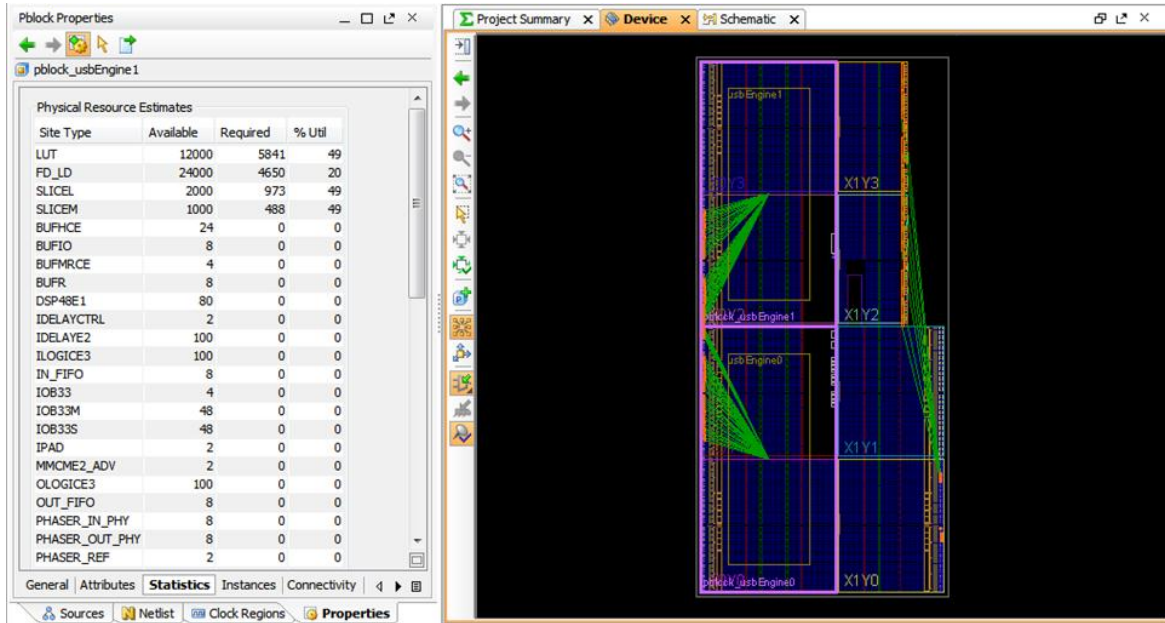 Pblock Properties
pblock_usbEngine1
Physical Resource Estimates
Site Type Available Required % Util
LUT 12000 5841 49
FD_LD 24000 4650 20
SLICEL 2000 973 49
SLICEM 1000 488 49
BUFHCE 24 0 0
BUFIO 8 0 0
BUFMRCE 4 0 0
BUFR 8 0 0
DSP48E1 80 0 0
IDELAYCTRL 2 0 0
IDELAYE2 100 0 0
ILOGICE3 100 0 0
IN_FIFO 8 0 0
IOB33 4 0 0
IOB33M 48 0 0
IOB33S 48 0 0
IPAD 2 0 0
MMCME2_ADV 2 0 0
OLOGICE3 100 0 0
OUT_FIFO 8 0 0
PHASER_IN_PHY 8 0 0
PHASER_OUT_PHY 8 0 0
PHASER_REF 2 0 0
General Attributes Statistics Instances Connectivity
Sources Netlist Clock Regions Properties
Project Summary Device Schematic
usbEngine1
X1Y3
pblock_usbEngine1
X1Y2
usbEngine0
X1Y1
pblock_usbEngine0
X1Y0